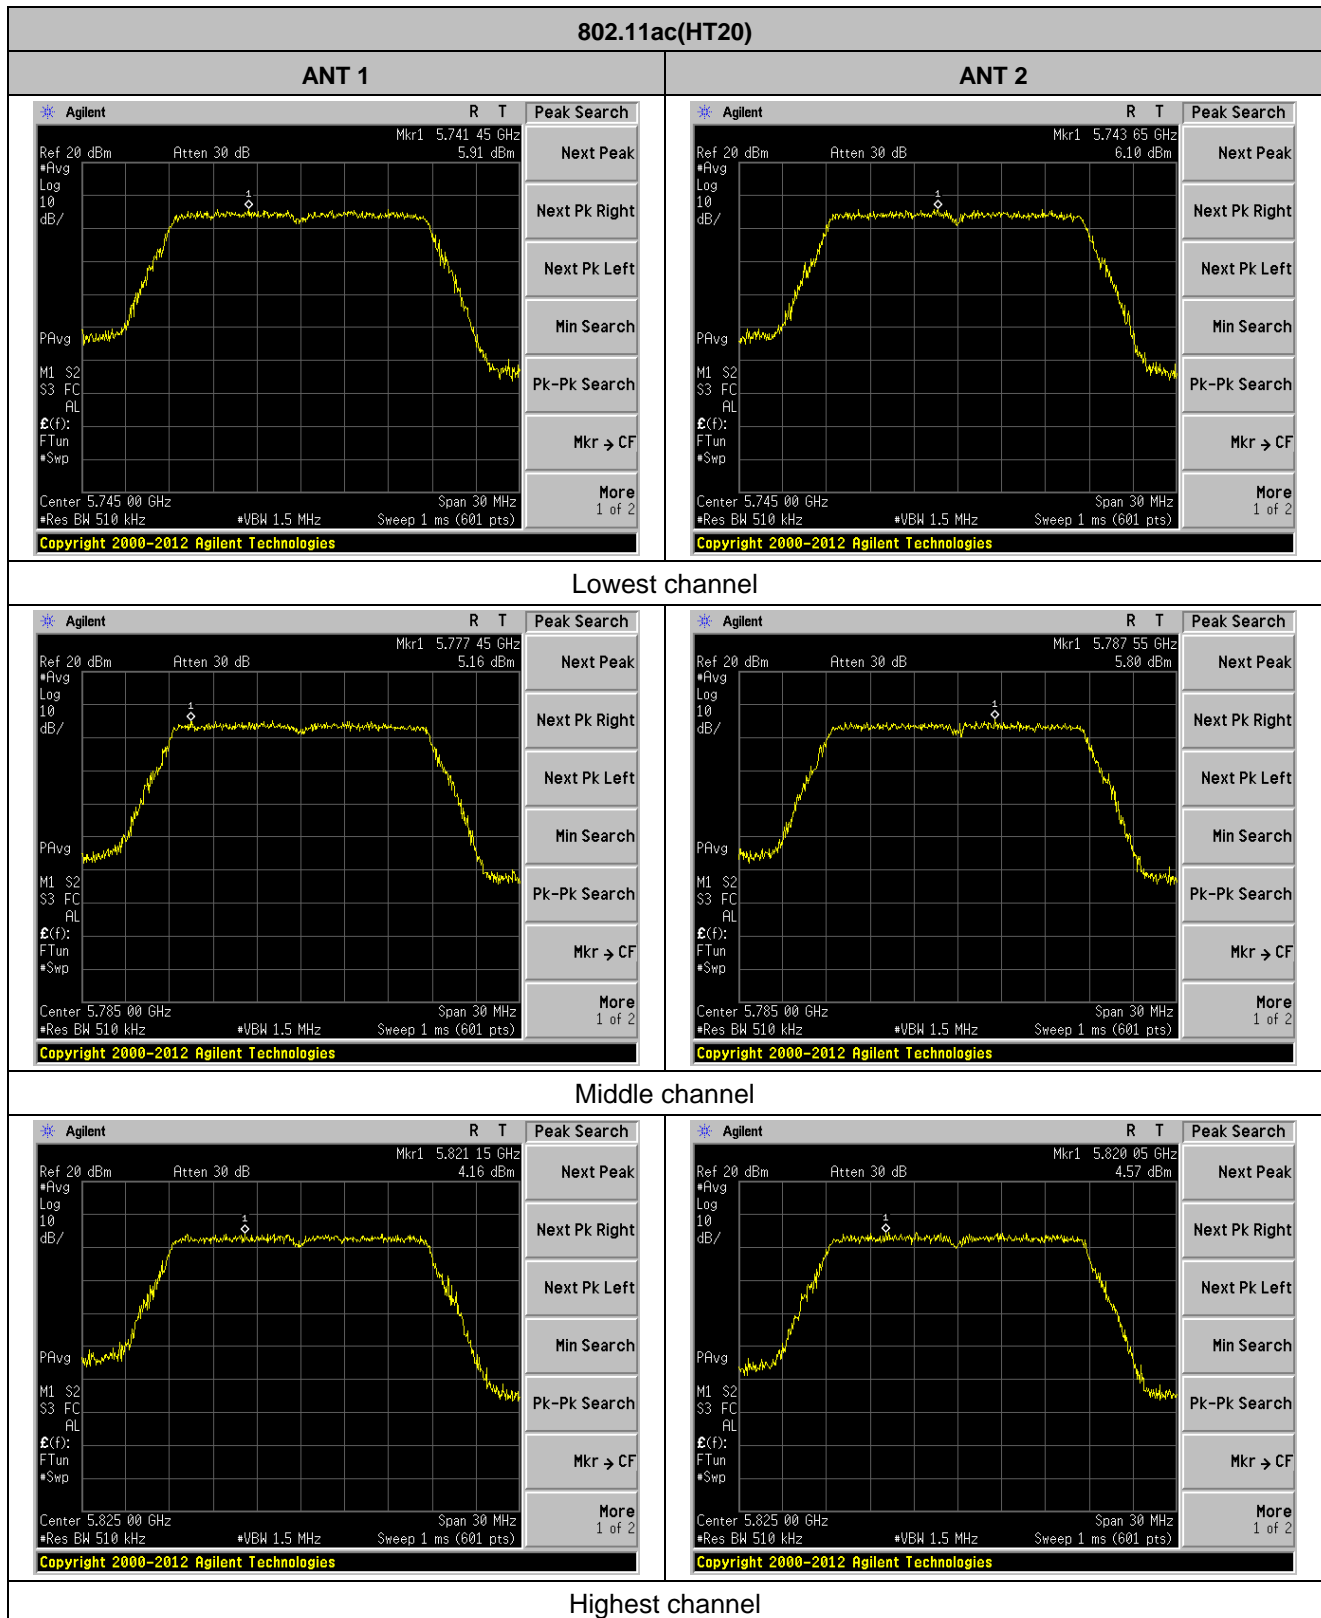 802.11ac(HT20)
ANT 1 ANT 2
Agilent R T Peak Search
Mkr1 5.741 45 GHz
Ref 20 dBm Atten 30 dB 5.91 dBm
#Avg
Log
10
dB/
1
PAvg
M1 S2
S3 FC
AL
£(f):
FTun
#Swp
Center 5.745 00 GHz Span 30 MHz
#Res BW 510 kHz #VBW 1.5 MHz Sweep 1 ms (601 pts)
Copyright 2000-2012 Agilent Technologies
Next Peak
Next Pk Right
Next Pk Left
Min Search
Pk-Pk Search
Mkr → CF
More
1 of 2
Agilent R T Peak Search
Mkr1 5.743 65 GHz
Ref 20 dBm Atten 30 dB 6.10 dBm
#Avg
Log
10
dB/
1
PAvg
M1 S2
S3 FC
AL
£(f):
FTun
#Swp
Center 5.745 00 GHz Span 30 MHz
#Res BW 510 kHz #VBW 1.5 MHz Sweep 1 ms (601 pts)
Copyright 2000-2012 Agilent Technologies
Next Peak
Next Pk Right
Next Pk Left
Min Search
Pk-Pk Search
Mkr → CF
More
1 of 2
Lowest channel
Agilent R T Peak Search
Mkr1 5.777 45 GHz
Ref 20 dBm Atten 30 dB 5.16 dBm
#Avg
Log
10
dB/
1
PAvg
M1 S2
S3 FC
AL
£(f):
FTun
#Swp
Center 5.785 00 GHz Span 30 MHz
#Res BW 510 kHz #VBW 1.5 MHz Sweep 1 ms (601 pts)
Copyright 2000-2012 Agilent Technologies
Next Peak
Next Pk Right
Next Pk Left
Min Search
Pk-Pk Search
Mkr → CF
More
1 of 2
Agilent R T Peak Search
Mkr1 5.787 55 GHz
Ref 20 dBm Atten 30 dB 5.80 dBm
#Avg
Log
10
dB/
1
PAvg
M1 S2
S3 FC
AL
£(f):
FTun
#Swp
Center 5.785 00 GHz Span 30 MHz
#Res BW 510 kHz #VBW 1.5 MHz Sweep 1 ms (601 pts)
Copyright 2000-2012 Agilent Technologies
Next Peak
Next Pk Right
Next Pk Left
Min Search
Pk-Pk Search
Mkr → CF
More
1 of 2
Middle channel
Agilent R T Peak Search
Mkr1 5.821 15 GHz
Ref 20 dBm Atten 30 dB 4.16 dBm
#Avg
Log
10
dB/
1
PAvg
M1 S2
S3 FC
AL
£(f):
FTun
#Swp
Center 5.825 00 GHz Span 30 MHz
#Res BW 510 kHz #VBW 1.5 MHz Sweep 1 ms (601 pts)
Copyright 2000-2012 Agilent Technologies
Next Peak
Next Pk Right
Next Pk Left
Min Search
Pk-Pk Search
Mkr → CF
More
1 of 2
Agilent R T Peak Search
Mkr1 5.820 05 GHz
Ref 20 dBm Atten 30 dB 4.57 dBm
#Avg
Log
10
dB/
1
PAvg
M1 S2
S3 FC
AL
£(f):
FTun
#Swp
Center 5.825 00 GHz Span 30 MHz
#Res BW 510 kHz #VBW 1.5 MHz Sweep 1 ms (601 pts)
Copyright 2000-2012 Agilent Technologies
Next Peak
Next Pk Right
Next Pk Left
Min Search
Pk-Pk Search
Mkr → CF
More
1 of 2
Highest channel